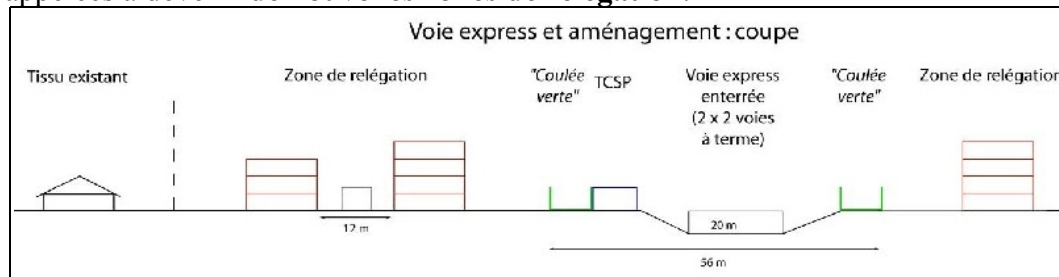 Voie express et aménagement : coupe
Tissu existant
Zone de relégation
"Coulée
verte"
TCSP
Voie express
enterrée
(2 x 2 voies
à terme)
"Coulée
verte"
Zone de relégation
12 m
20 m
56 m